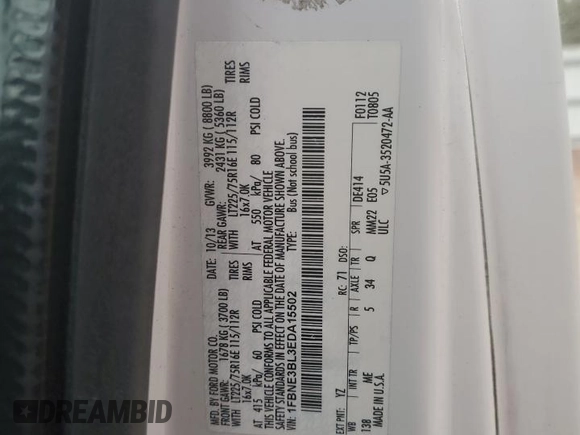 MFD. BY FORD MOTOR CO.
DATE: 10/13
GVWR: 3992 KG ( 8800 LB)
FRONT GAWR: 1678 KG ( 3700 LB)
REAR GAWR: 2431 KG ( 5360 LB)
LT225/75R16E 115/112R TIRES
WITH LT225/75R16E 115/112R TIRES
16x7.0K RIMS
WITH 16x7.0K RIMS
AT 415 kPa/ 60 PSI COLD
AT 550 kPa/ 80 PSI COLD
THIS VEHICLE CONFORMS TO ALL APPLICABLE FEDERAL MOTOR VEHICLE
SAFETY STANDARDS IN EFFECT ON THE DATE OF MANUFACTURE SHOWN ABOVE.
VIN: 1FBNE3BL3EDA15502
TYPE: Bus (Not school bus)
EXT PNT: YZ RC: 71 DSO: DE414 F0112
T0805
WB INT TR TP/PS R AXLE TR SPR
138 ME 5 34 Q MM22 E05
MADE IN U.S.A. ULC
▽5U5A-3520472-AA
DREAMBID